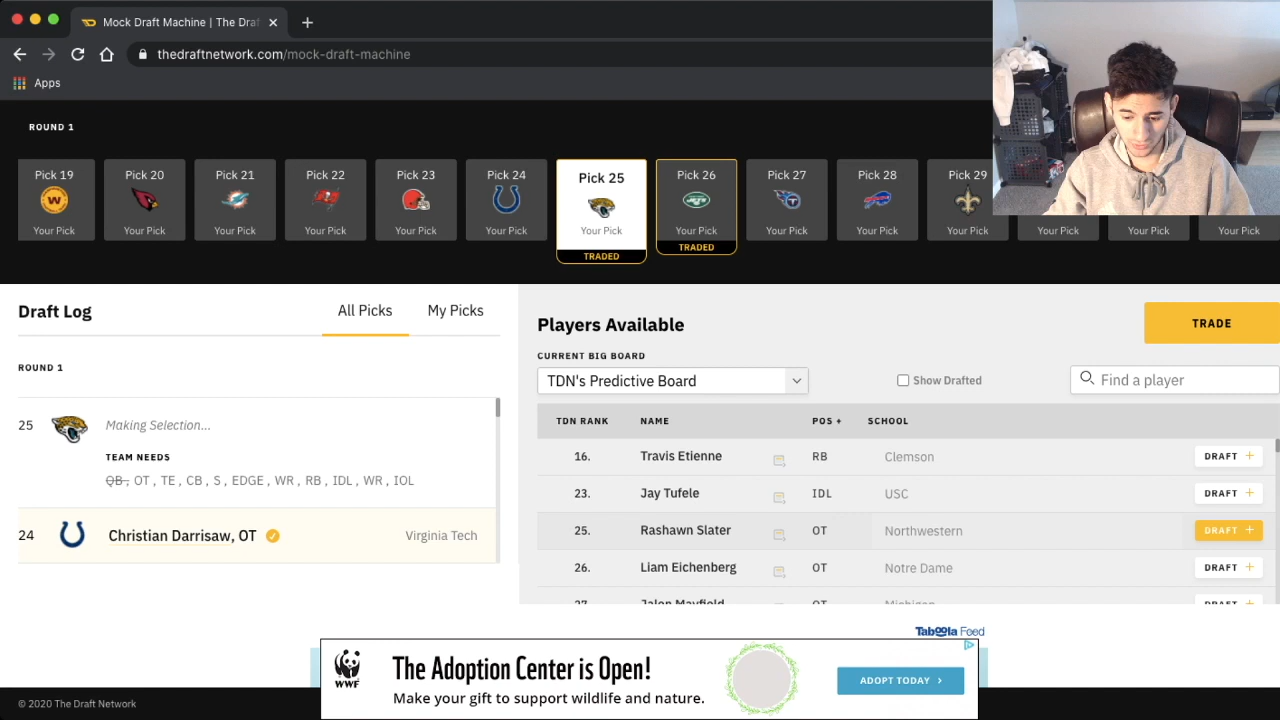 Mock Draft Machine | The Draf
thedraftnetwork.com/mock-draft-machine
Apps
ROUND 1
Pick 19 Pick 20 Pick 21 Pick 22 Pick 23 Pick 24 Pick 25 Pick 26 Pick 27 Pick 28 Pick 29
W
Your Pick Your Pick Your Pick Your Pick Your Pick Your Pick Your Pick Your Pick Your Pick Your Pick Your Pick Your Pick Your Pick Your Pick
TRADED TRADED
Draft Log All Picks My Picks
ROUND 1
25 Making Selection...
TEAM NEEDS
QB , OT , TE , CB , S , EDGE , WR , RB , IDL , WR , IOL
24 Christian Darrisaw, OT Virginia Tech
Players Available TRADE
CURRENT BIG BOARD
TDN's Predictive Board Show Drafted Find a player
TDN RANK NAME POS + SCHOOL
16. Travis Etienne RB Clemson DRAFT +
23. Jay Tufele IDL USC DRAFT +
25. Rashawn Slater OT Northwestern DRAFT +
26. Liam Eichenberg OT Notre Dame DRAFT +
27. Jalen Mayfield OT Michigan DRAFT +
Taboola Feed
WWF
The Adoption Center is Open!
Make your gift to support wildlife and nature.
ADOPT TODAY >
© 2020 The Draft Network